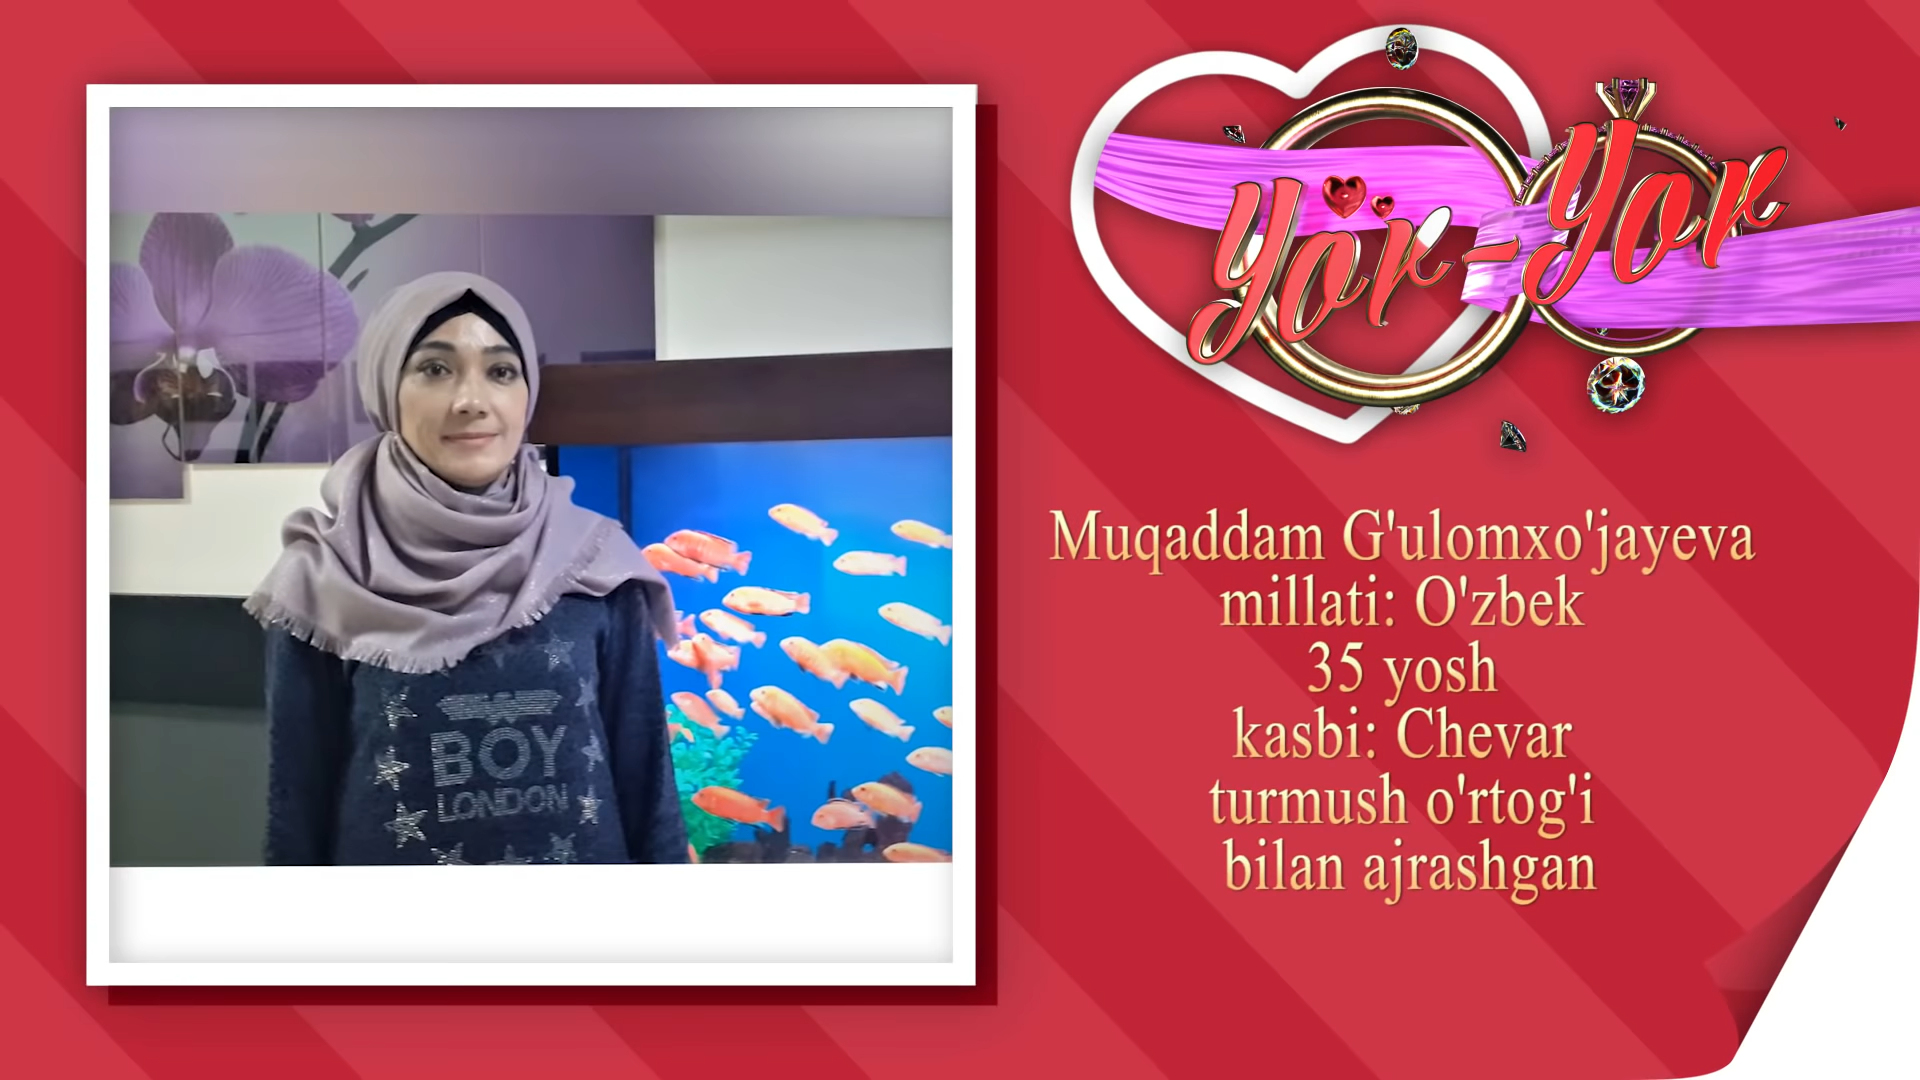 Yor-Yor
Muqaddam G'ulomxo'jayeva
millati: O'zbek
35 yosh
kasbi: Chevar
turmush o'rtog'i
bilan ajrashgan
BOY
LONDON